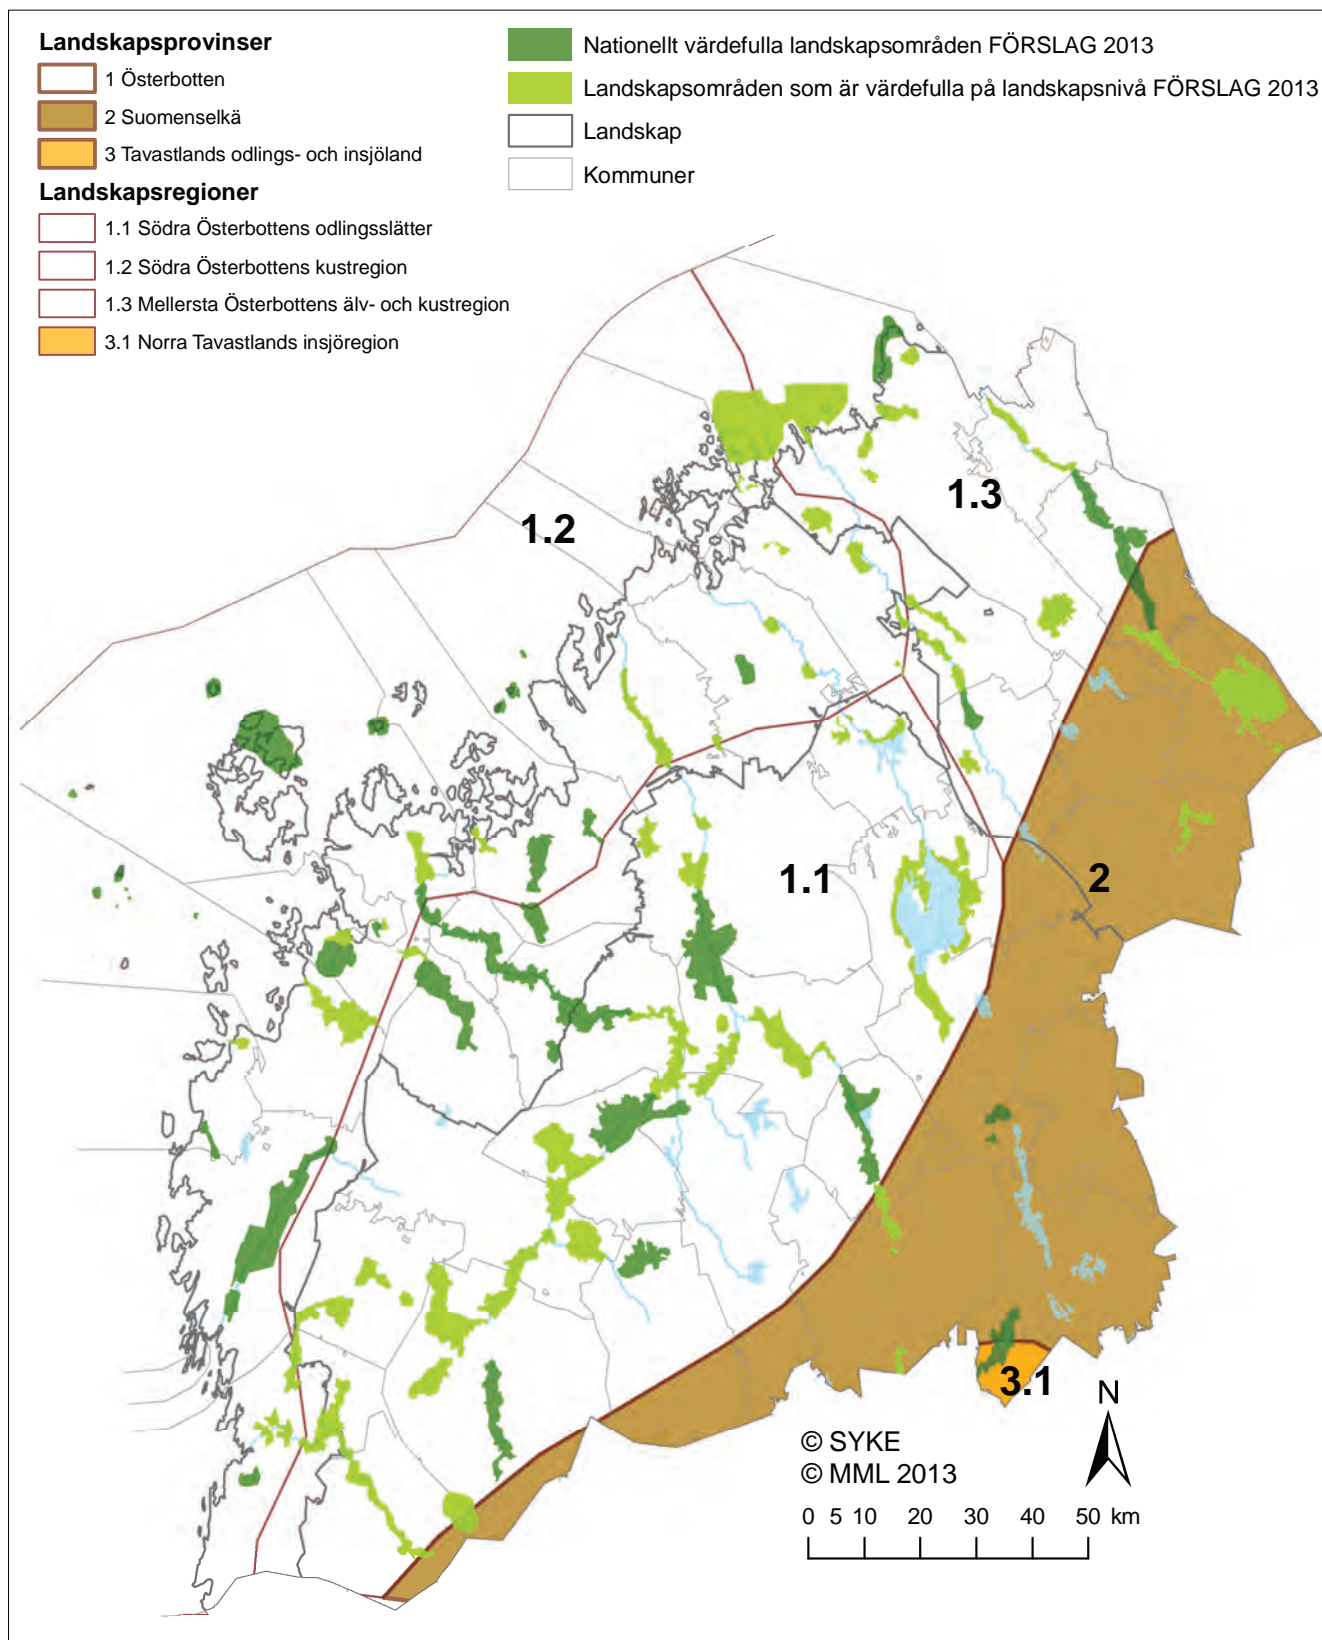 Landskapsprovinser
1 Österbotten
2 Suomenselkä
3 Tavastlands odlings- och insjöland
Landskapsregioner
1.1 Södra Österbottens odlingsslätter
1.2 Södra Österbottens kustregion
1.3 Mellersta Österbottens älv- och kustregion
3.1 Norra Tavastlands insjöregion
Nationellt värdefulla landskapsområden FÖRSLAG 2013
Landskapsområden som är värdefulla på landskapsnivå FÖRSLAG 2013
Landskap
Kommuner
1.3
1.2
1.1
2
3.1
N
© SYKE
© MML 2013
0 5 10 20 30 40 50 km